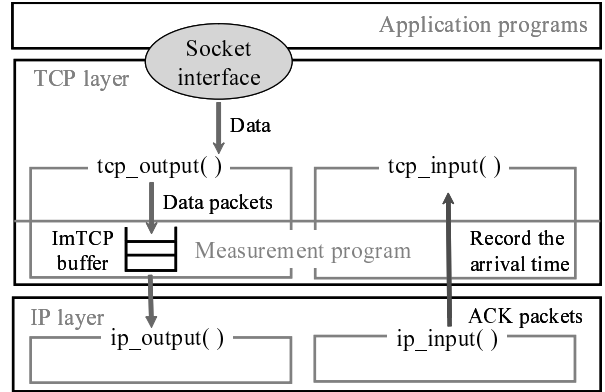 Application programs
Socket
interface
TCP layer
Data
tcp_output( )
tcp_input( )
Data packets
ImTCP
buffer
Measurement program
Record the
arrival time
IP layer
ACK packets
ip_output( )
ip_input( )